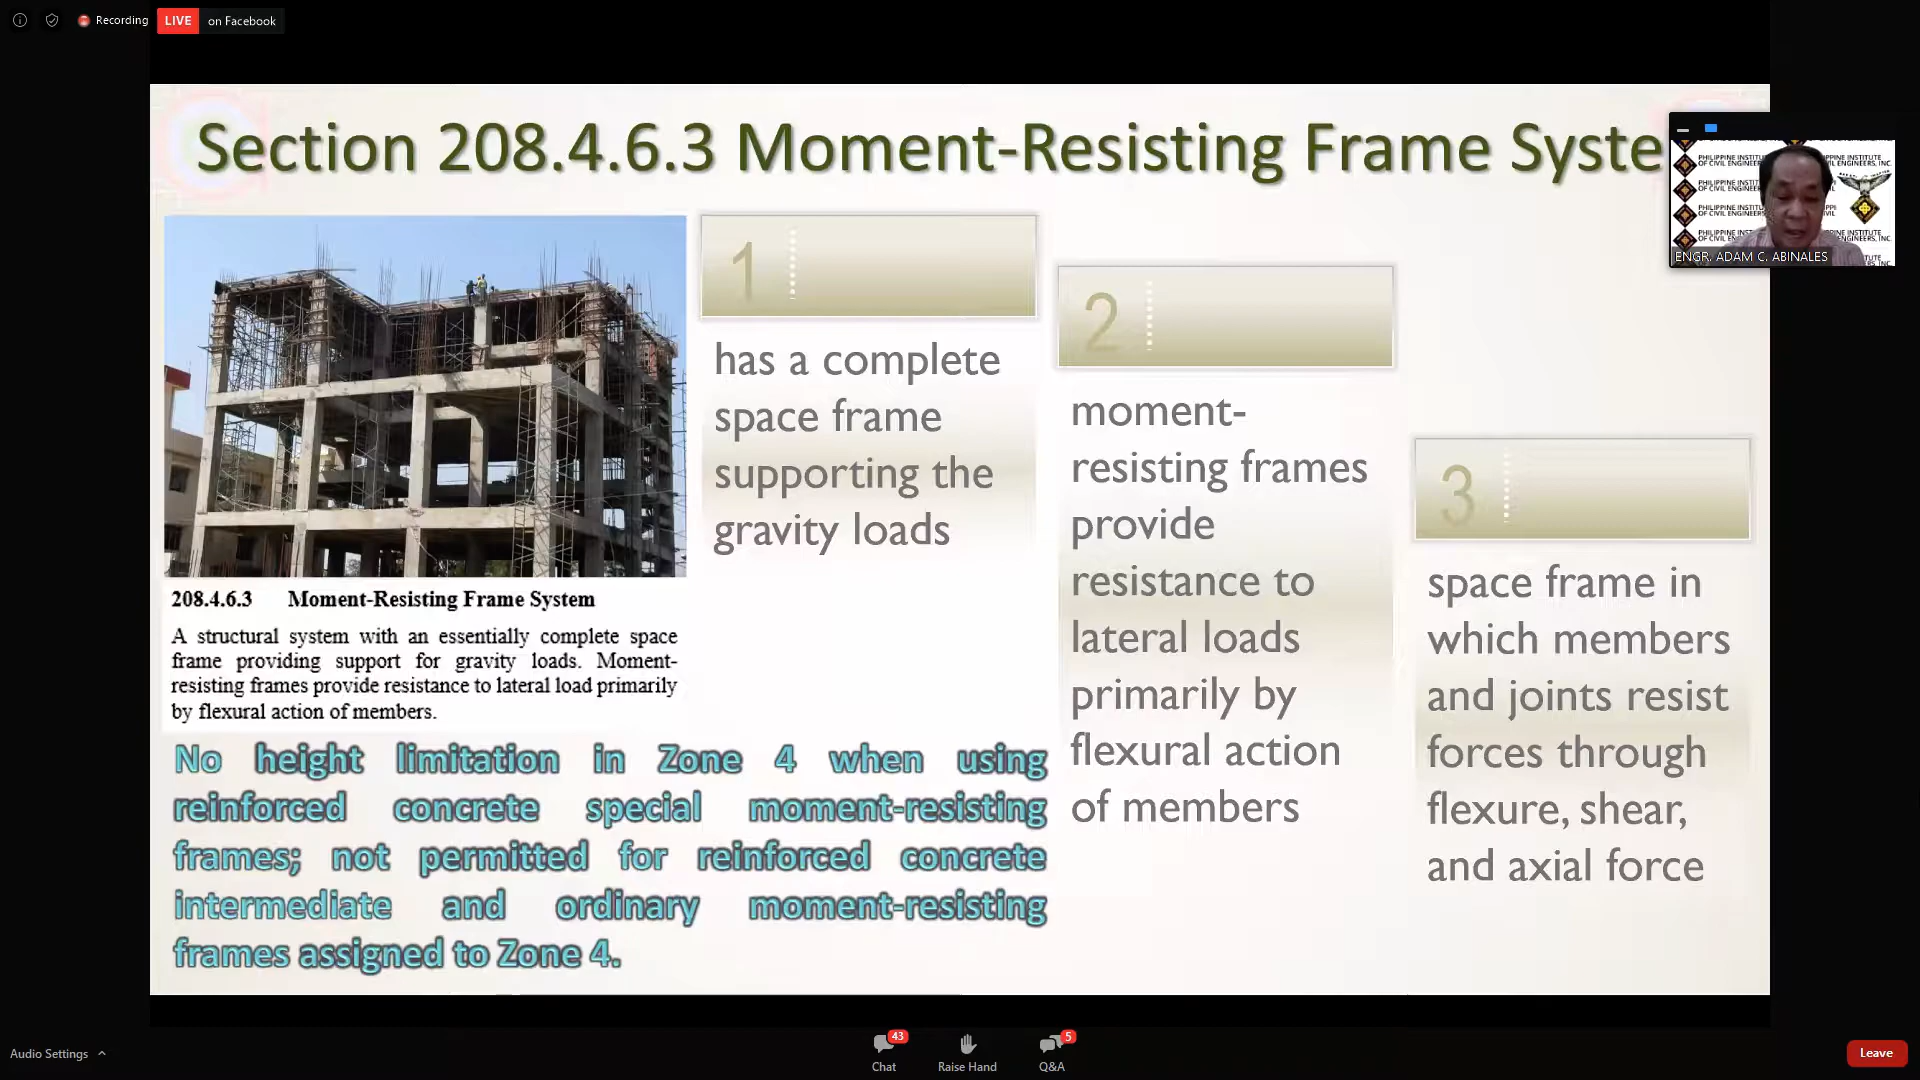 Recording
LIVE on Facebook
Section 208.4.6.3 Moment-Resisting Frame Syste
PHILIPPINE INSTITUTE
OF CIVIL ENGINEERS, INC.
ENGR. ADAM C. ABINALES
1
has a complete
space frame
supporting the
gravity loads
2
moment-
resisting frames
provide
resistance to
lateral loads
primarily by
flexural action
of members
3
space frame in
which members
and joints resist
forces through
flexure, shear,
and axial force
208.4.6.3 Moment-Resisting Frame System
A structural system with an essentially complete space
frame providing support for gravity loads. Moment-
resisting frames provide resistance to lateral load primarily
by flexural action of members.
No height limitation in Zone 4 when using
reinforced concrete special moment-resisting
frames; not permitted for reinforced concrete
intermediate and ordinary moment-resisting
frames assigned to Zone 4.
Audio Settings
43
Chat
Raise Hand
5
Q&A
Leave